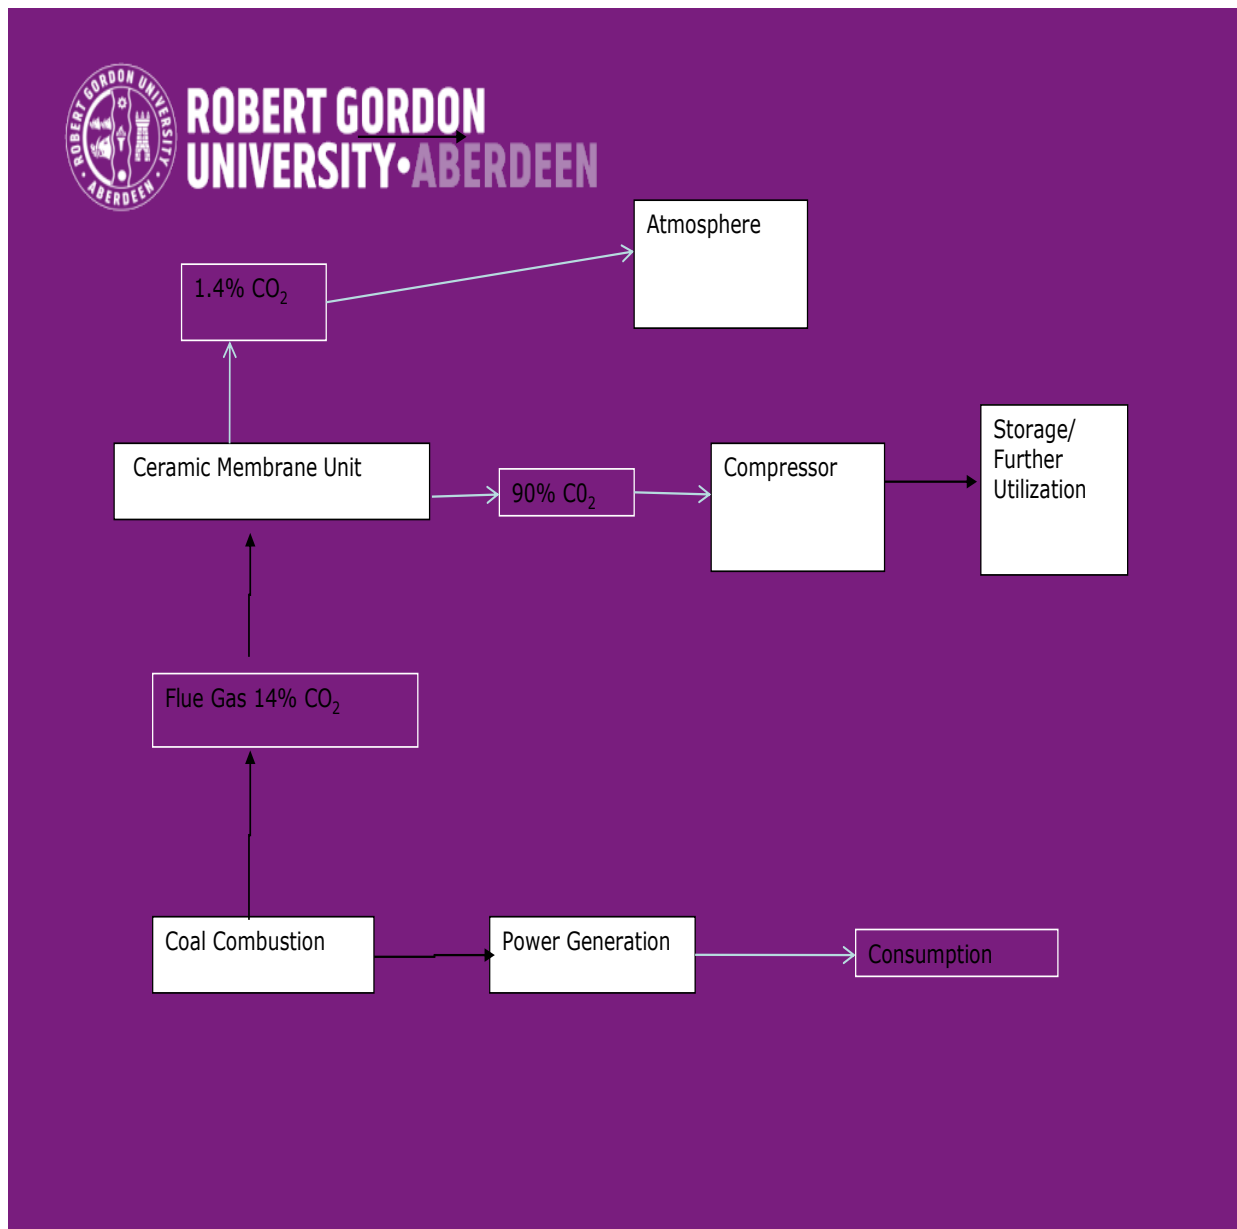 ROBERT GORDON UNIVERSITY
• ABERDEEN •
ROBERT GORDON
UNIVERSITY•ABERDEEN
Atmosphere
1.4% CO₂
Ceramic Membrane Unit
90% C0₂
Compressor
Storage/
Further
Utilization
Flue Gas 14% CO₂
Coal Combustion
Power Generation
Consumption